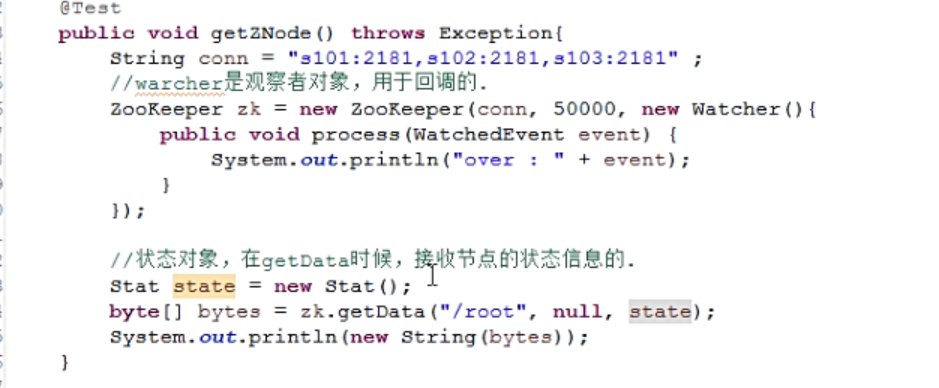 @Test
public void getZNode() throws Exception{
String conn = "s101:2181,s102:2181,s103:2181" ;
//warcher是观察者对象，用于回调的.
ZooKeeper zk = new ZooKeeper(conn, 50000, new Watcher(){
public void process(WatchedEvent event) {
System.out.println("over : " + event);
}
});
//状态对象，在getData时候，接收节点的状态信息的.
Stat state = new Stat();
byte[] bytes = zk.getData("/root", null, state);
System.out.println(new String(bytes));
}